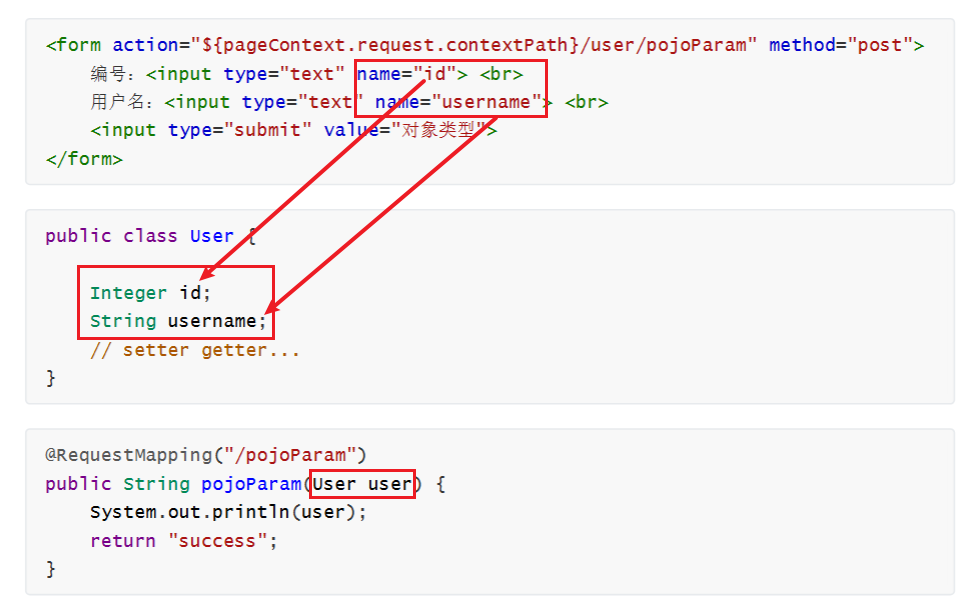 <form action="${pageContext.request.contextPath}/user/pojoParam" method="post">
编号：<input type="text" name="id"> <br>
用户名：<input type="text" name="username"> <br>
<input type="submit" value="对象类型">
</form>
public class User {
Integer id;
String username;
// setter getter...
}
@RequestMapping("/pojoParam")
public String pojoParam(User user) {
System.out.println(user);
return "success";
}